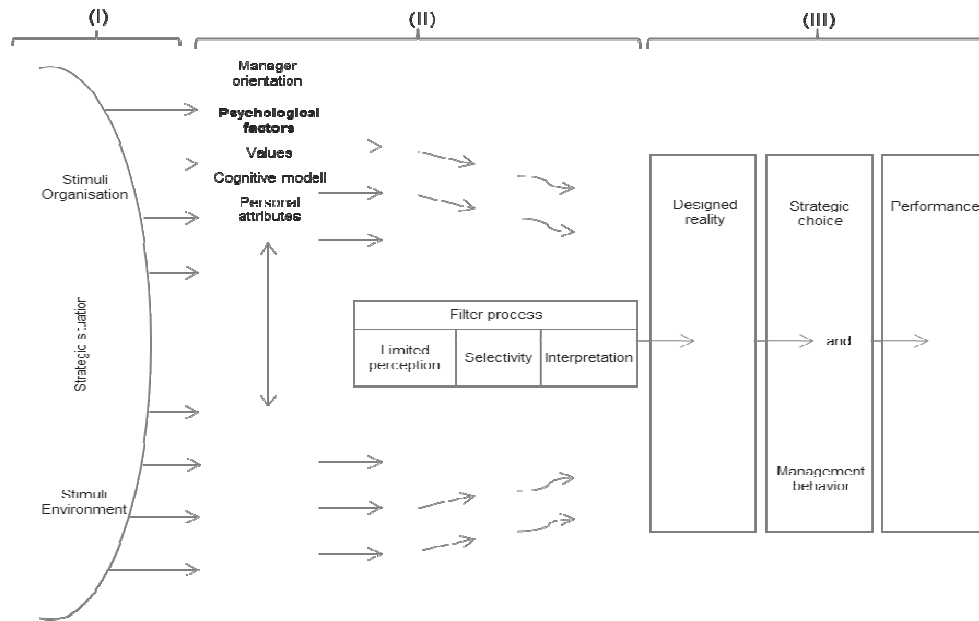 (I)
(II)
(III)
Manager
orientation
Psychological
factors
Values
Cognitive modell
Personal
attributes
Stimuli
Organisation
Strategic situation
Stimuli
Environment
Filter process
Limited
perception
Selectivity
Interpretation
Designed
reality
Strategic
choice
and
Management
behavior
Performance